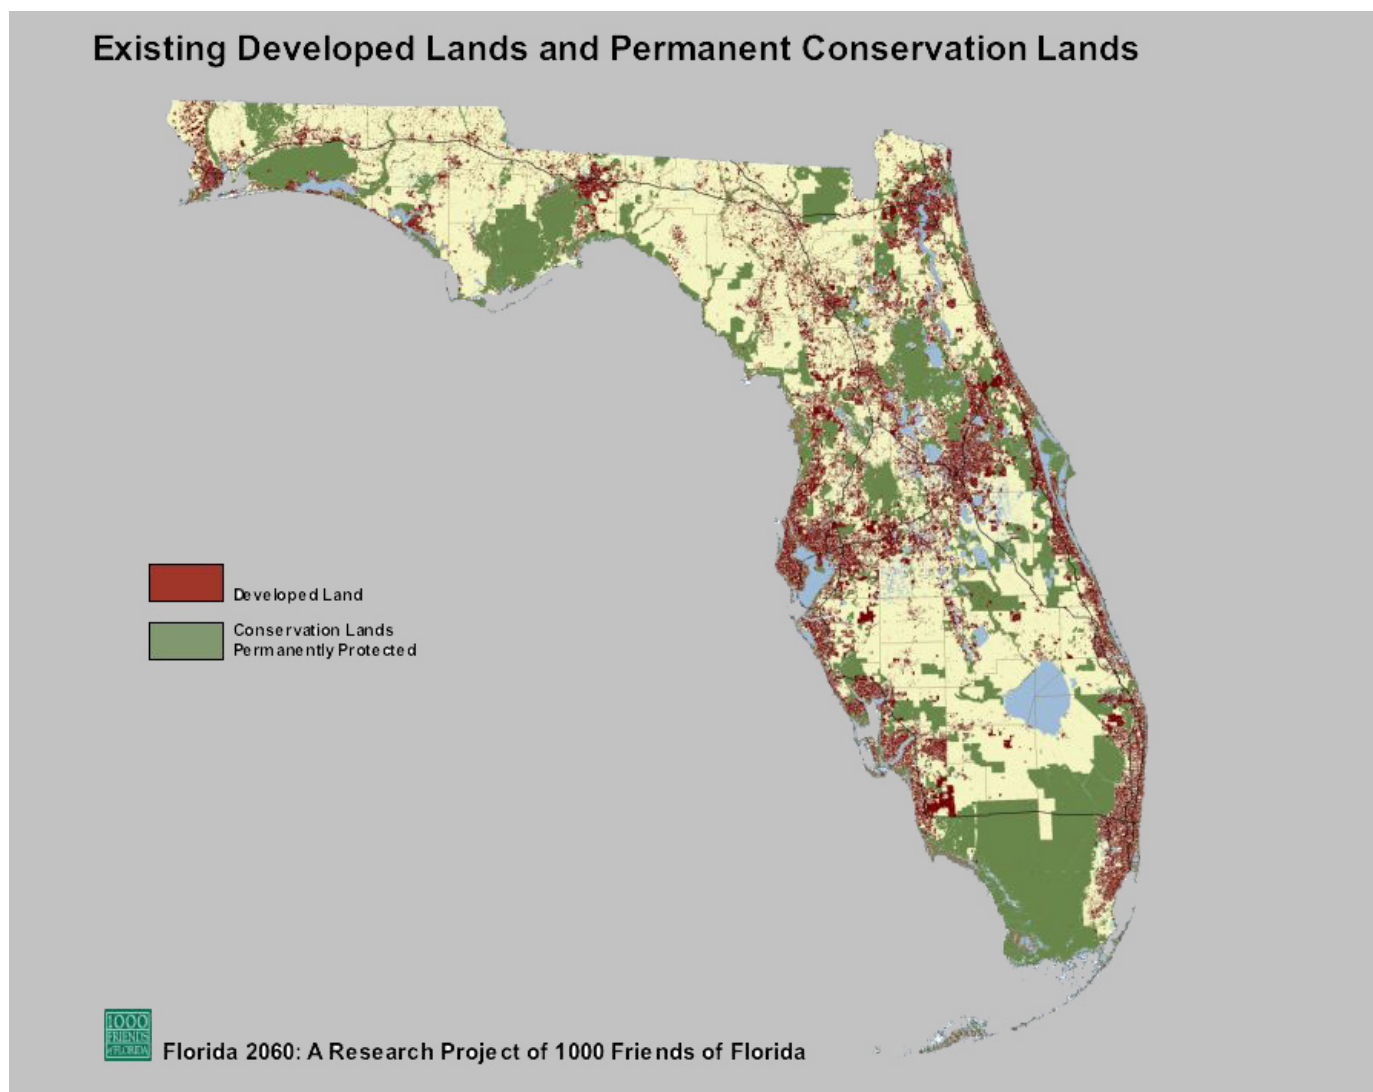 Existing Developed Lands and Permanent Conservation Lands
Developed Land
Conservation Lands
Permanently Protected
1000
FRIENDS
of FLORIDA
Florida 2060: A Research Project of 1000 Friends of Florida